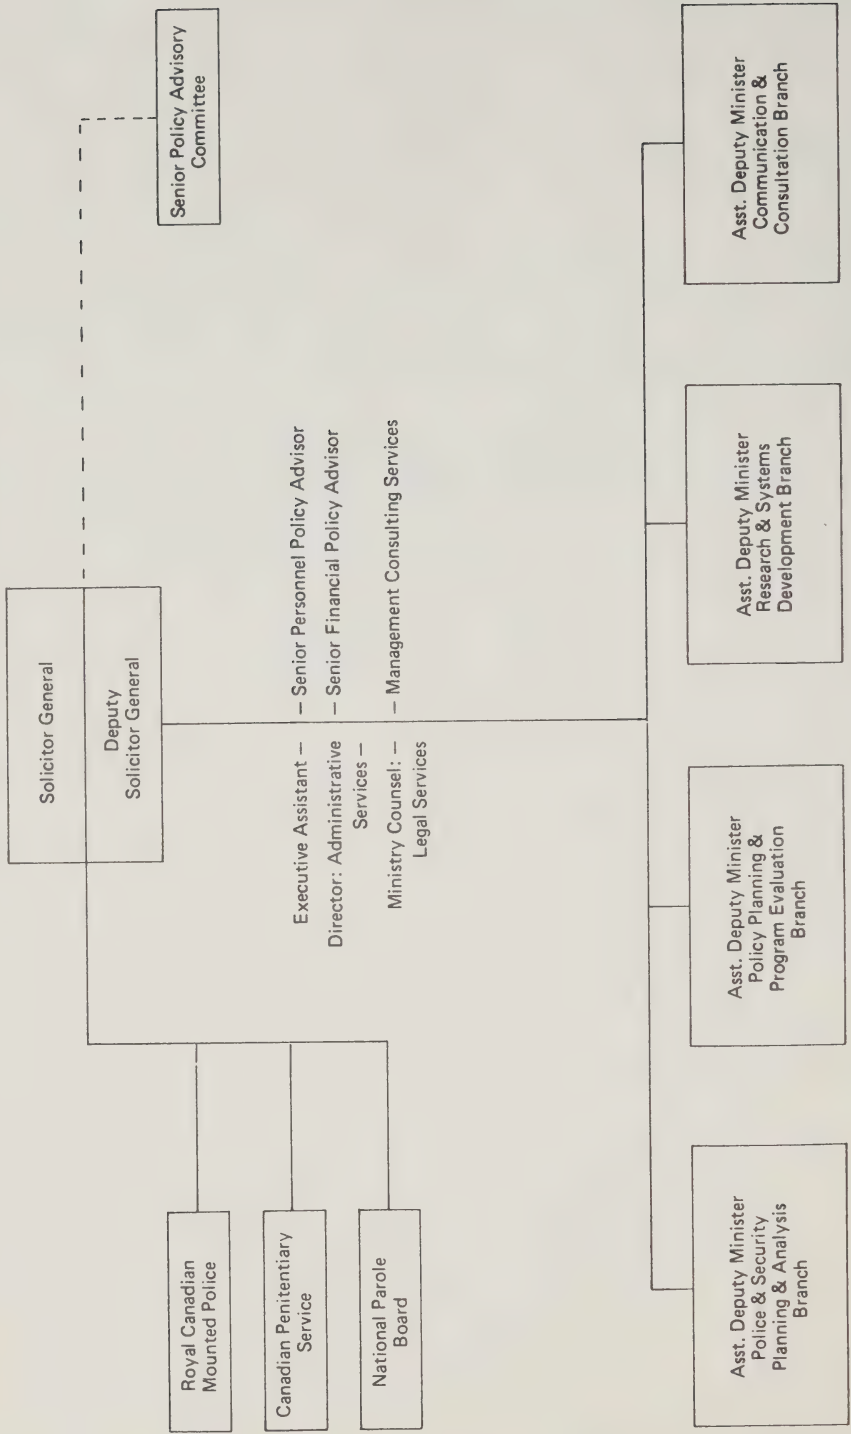 Solicitor General
Deputy
Solicitor General
Senior Policy Advisory
Committee
Royal Canadian
Mounted Police
Canadian Penitentiary
Service
National Parole
Board
Executive Assistant – – Senior Personnel Policy Advisor
Director: Administrative – Senior Financial Policy Advisor
Services –
Ministry Counsel: – – Management Consulting Services
Legal Services
Asst. Deputy Minister
Police & Security
Planning & Analysis
Branch
Asst. Deputy Minister
Policy Planning &
Program Evaluation
Branch
Asst. Deputy Minister
Research & Systems
Development Branch
Asst. Deputy Minister
Communication &
Consultation Branch